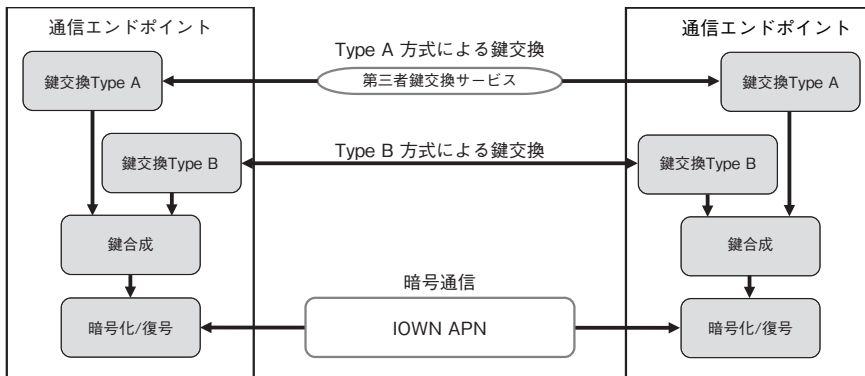 通信エンドポイント
通信エンドポイント
Type A 方式による鍵交換
鍵交換Type A
第三者鍵交換サービス
鍵交換Type A
Type B 方式による鍵交換
鍵交換Type B
鍵交換Type B
鍵合成
鍵合成
暗号通信
暗号化/復号
IOWN APN
暗号化/復号